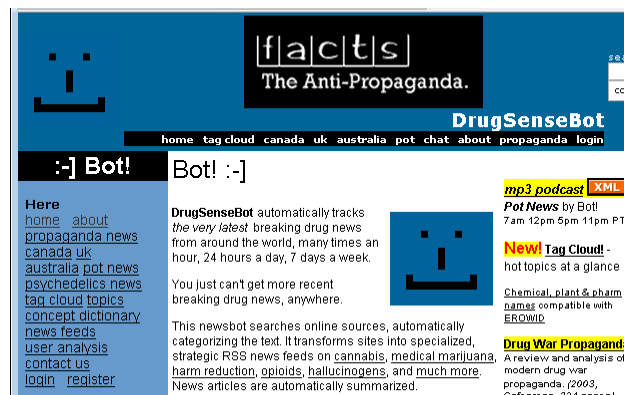 |f|a|c|t|s|
The Anti-Propaganda.
DrugSenseBot
home tag cloud canada uk australia pot chat about propaganda login
:-] Bot!
Here
home about
propaganda news
canada uk
australia pot news
psychedelics news
tag cloud topics
concept dictionary
news feeds
user analysis
contact us
login register
Bot! :-]
DrugSenseBot automatically tracks
the very latest breaking drug news
from around the world, many times an
hour, 24 hours a day, 7 days a week.
You just can't get more recent
breaking drug news, anywhere.
This newsbot searches online sources, automatically
categorizing the text. It transforms sites into specialized,
strategic RSS news feeds on cannabis, medical marijuana,
harm reduction, opioids, hallucinogens, and much more.
News articles are automatically summarized.
mp3 podcast XML
Pot News by Bot!
7am 12pm 5pm 11pm PT
New! Tag Cloud! -
hot topics at a glance
Chemical, plant & pharm
names compatible with
EROWID
Drug War Propaganda
A review and analysis of
modern drug war
propaganda. (2003,